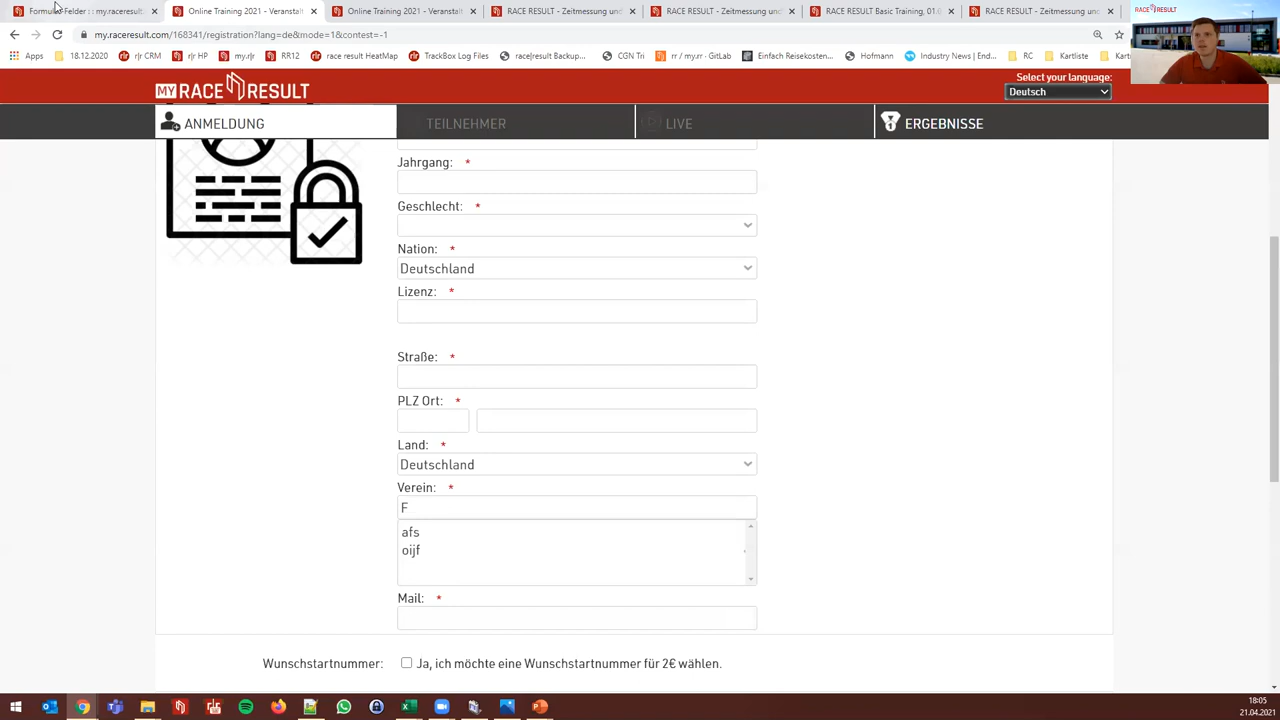 Formular-Felder : : my.raceresult.
Online Training 2021 - Veranstalt
Online Training 2021 - Veranstalt
RACE RESULT - Zeitmessung und
RACE RESULT - Zeitmessung und
RACE RESULT Basic Training, 01.0
RACE RESULT - Zeitmessung und
RACE RESULT
my.raceresult.com/168341/registration?lang=de&mode=1&contest=-1
Apps
18.12.2020
r|r CRM
r|r HP
my.r|r
RR12
race result HeatMap
TrackBox Log Files
race|result_backup...
CGN Tri
rr / my.rr · GitLab
Einfach Reisekosten...
Hofmann
Industry News | End...
RC
Kartliste
Select your language:
MY RACE RESULT
Deutsch
ANMELDUNG
TEILNEHMER
LIVE
ERGEBNISSE
Jahrgang: *
Geschlecht: *
Nation: *
Deutschland
Lizenz: *
Straße: *
PLZ Ort: *
Land: *
Deutschland
Verein: *
F
afs
oijf
Mail: *
Wunschstartnummer:
Ja, ich möchte eine Wunschstartnummer für 2€ wählen.
18:05
21.04.2021